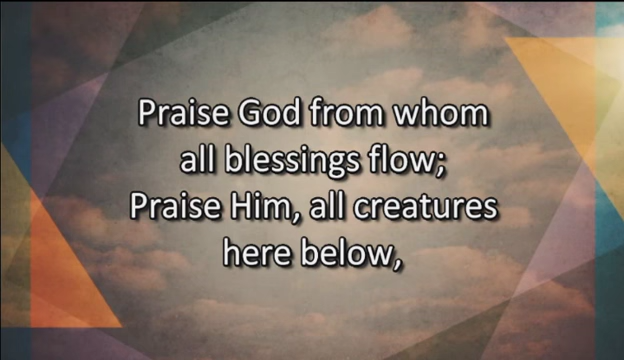 Praise God from whom
all blessings flow;
Praise Him, all creatures
here below,